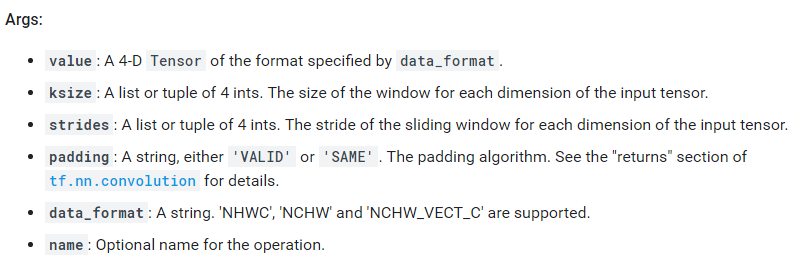 Args:
value : A 4-D Tensor of the format specified by data_format .
ksize : A list or tuple of 4 ints. The size of the window for each dimension of the input tensor.
strides : A list or tuple of 4 ints. The stride of the sliding window for each dimension of the input tensor.
padding : A string, either 'VALID' or 'SAME' . The padding algorithm. See the "returns" section of
tf.nn.convolution for details.
data_format : A string. 'NHWC', 'NCHW' and 'NCHW_VECT_C' are supported.
name : Optional name for the operation.